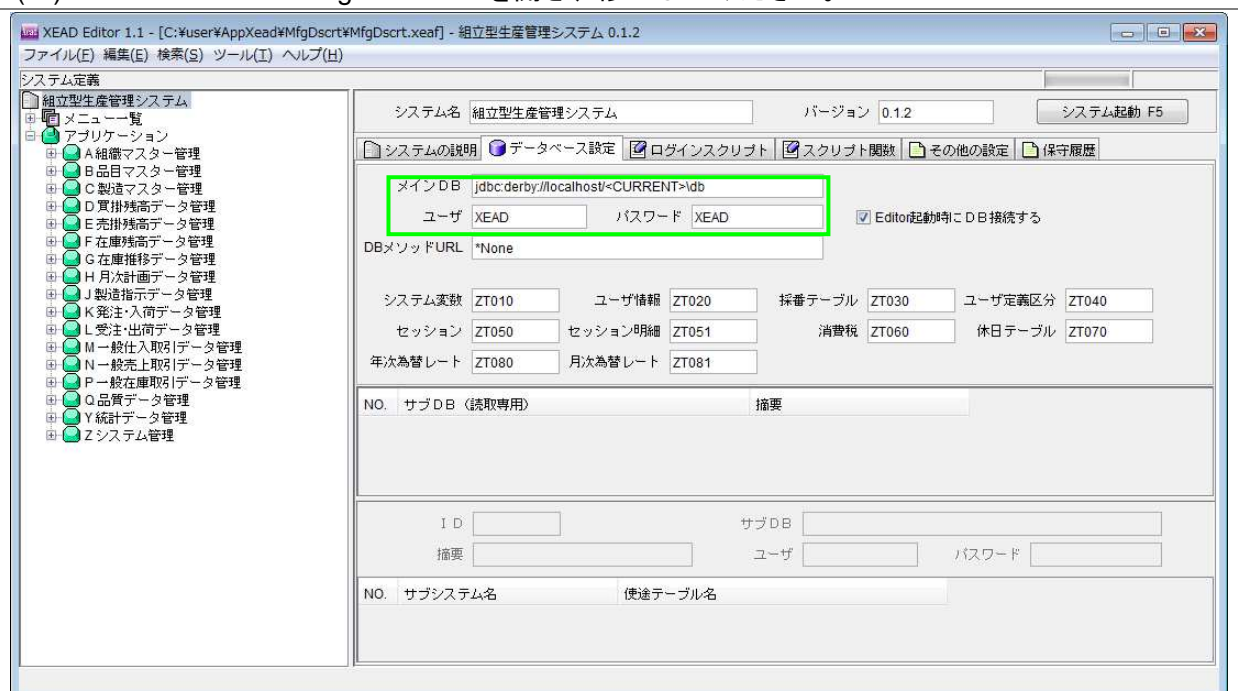 XEAD Editor 1.1 - [C:¥user¥AppXead¥MfgDscrt¥MfgDscrt.xeaf] - 組立型生産管理システム 0.1.2
ファイル(F) 編集(E) 検索(S) ツール(T) ヘルプ(H)
システム定義
組立型生産管理システム
メニュー一覧
アプリケーション
A 組織マスター管理
B 品目マスター管理
C 製造マスター管理
D 買掛残高データ管理
E 売掛残高データ管理
F 在庫残高データ管理
G 在庫推移データ管理
H 月次計画データ管理
J 製造指示データ管理
K 発注・入荷データ管理
L 受注・出荷データ管理
M 一般仕入取引データ管理
N 一般売上取引データ管理
P 一般在庫取引データ管理
Q 品質データ管理
Y 統計データ管理
Z システム管理
システム名 組立型生産管理システム バージョン 0.1.2 システム起動 F5
システムの説明 データベース設定 ログインスクリプト スクリプト関数 その他の設定 保守履歴
メインDB jdbc:derby://localhost/<CURRENT>\db
ユーザ XEAD パスワード XEAD Editor起動時にDB接続する
DBメソッドURL *None
システム変数 ZT010 ユーザ情報 ZT020 採番テーブル ZT030 ユーザ定義区分 ZT040
セッション ZT050 セッション明細 ZT051 消費税 ZT060 休日テーブル ZT070
年次為替レート ZT080 月次為替レート ZT081
NO. サブDB（読取専用） 摘要
ID サブDB
摘要 ユーザ パスワード
NO. サブシステム名 使途テーブル名